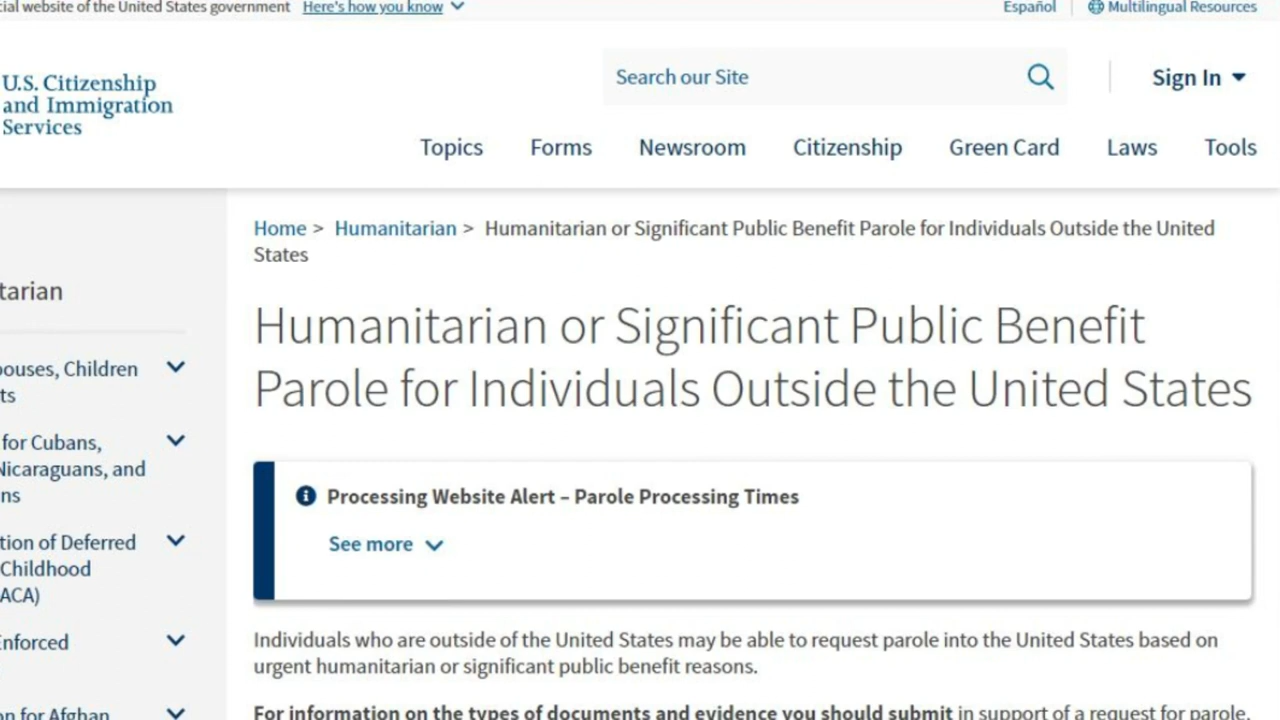 cial website of the United States government Here's how you know
Español Multilingual Resources
U.S. Citizenship
and Immigration
Services
Search our Site
Sign In
Topics Forms Newsroom Citizenship Green Card Laws Tools
Home > Humanitarian > Humanitarian or Significant Public Benefit Parole for Individuals Outside the United
States
tarian
pouses, Children
ts
for Cubans,
Nicaraguans, and
ns
tion of Deferred
Childhood
ACA)
Enforced
on for Afghan
Humanitarian or Significant Public Benefit
Parole for Individuals Outside the United States
Processing Website Alert – Parole Processing Times
See more
Individuals who are outside of the United States may be able to request parole into the United States based on
urgent humanitarian or significant public benefit reasons.
For information on the types of documents and evidence you should submit in support of a request for parole,